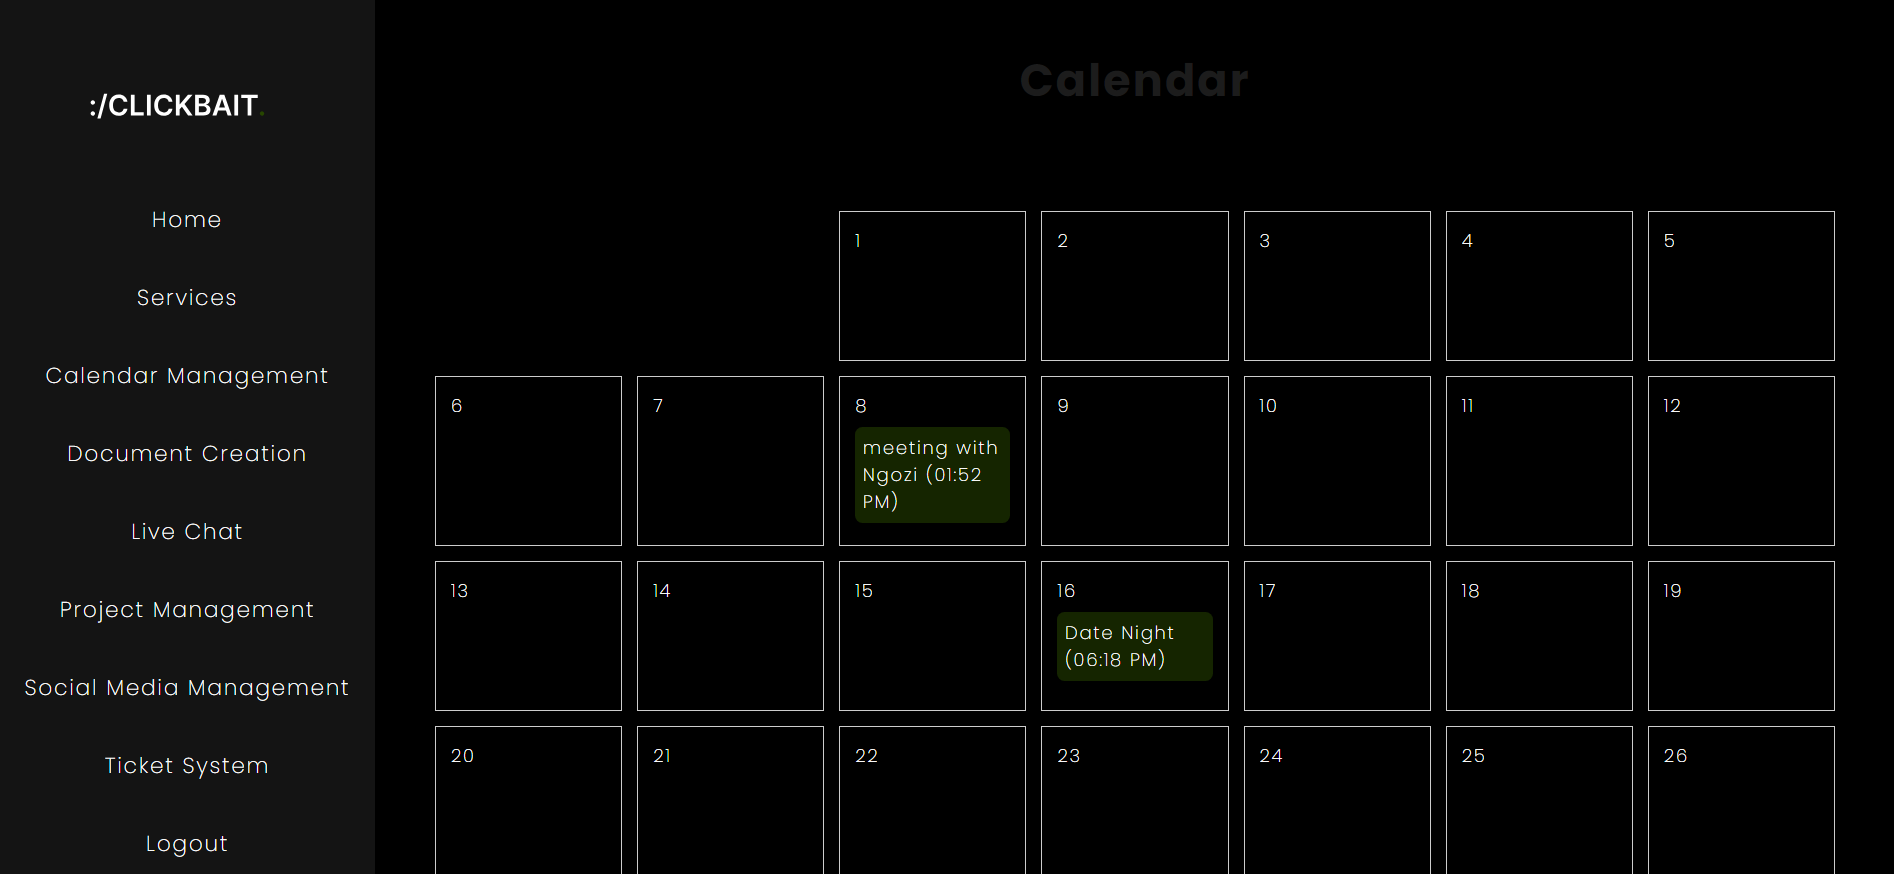 :/CLICKBAIT.
Home
Services
Calendar Management
Document Creation
Live Chat
Project Management
Social Media Management
Ticket System
Logout
Calendar
1
2
3
4
5
6
7
8
meeting with
Ngozi (01:52
PM)
9
10
11
12
13
14
15
16
Date Night
(06:18 PM)
17
18
19
20
21
22
23
24
25
26